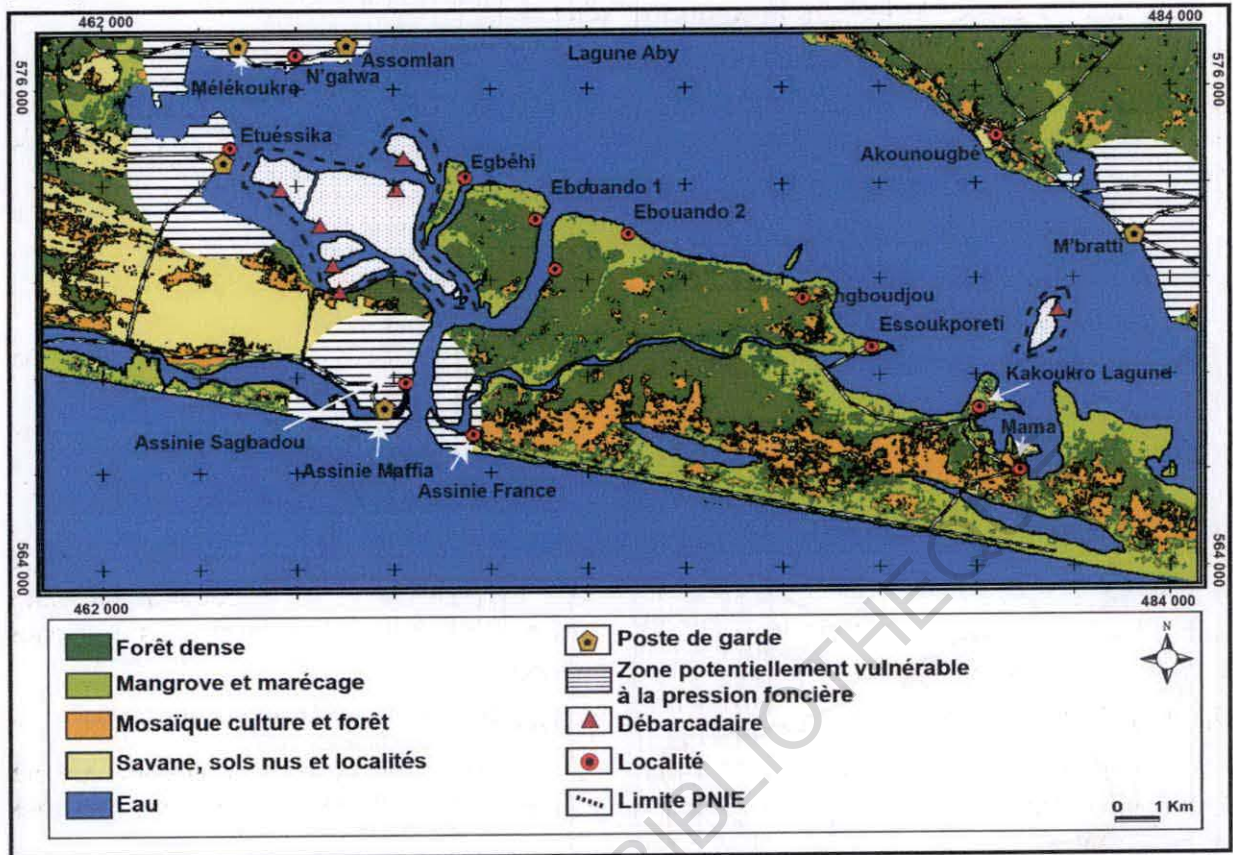 462 000
484 000
576 000
576 000
Lagune Aby
Assomlan
N'galwa
Mélékoukro
Etuéssika
Akounougbé
Egbéhi
Ebouando 1
Ebouando 2
M'bratti
ngboudjou
Essoukporeti
Kakoukro Lagune
Mama
Assinie Sagbadou
Assinie Maffia
Assinie France
564 000
564 000
462 000
484 000
Forêt dense
Mangrove et marécage
Mosaïque culture et forêt
Savane, sols nus et localités
Eau
Poste de garde
Zone potentiellement vulnérable
à la pression foncière
Débarcadaire
Localité
Limite PNIE
N
0 1 Km
BIBLIOTHEQUE